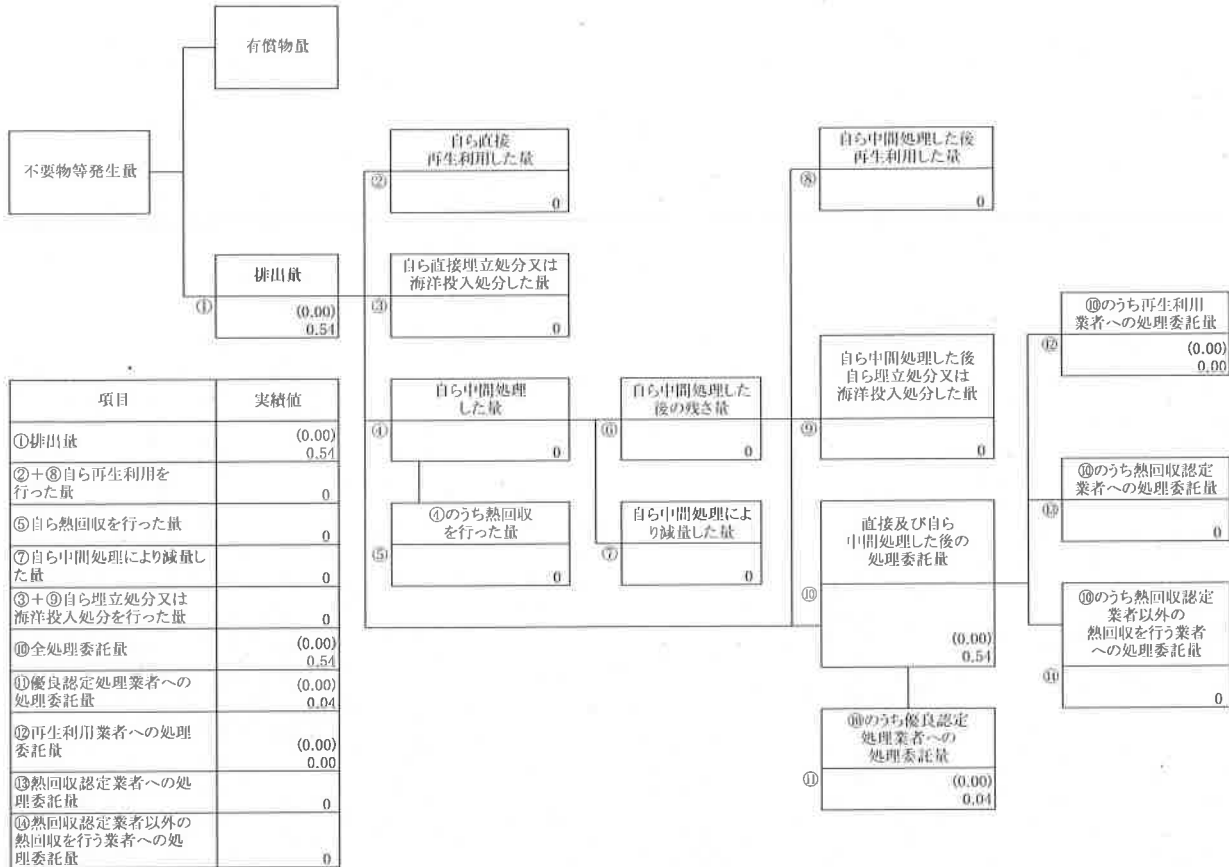 有償物量
不要物等発生量
排出量
①
(0.00)
0.54
自ら直接
再生利用した量
②
0
自ら直接埋立処分又は
海洋投入処分した量
③
0
自ら中間処理
した量
④
0
④のうち熱回収
を行った量
⑤
0
自ら中間処理した
後の残さ量
⑥
0
自ら中間処理によ
り減量した量
⑦
0
自ら中間処理した後
再生利用した量
⑧
0
自ら中間処理した後
自ら埋立処分又は
海洋投入処分した量
⑨
0
直接及び自ら
中間処理した後の
処理委託量
⑩
(0.00)
0.54
⑩のうち優良認定
処理業者への
処理委託量
⑪
(0.00)
0.04
⑩のうち再生利用
業者への処理委託量
⑫
(0.00)
0.00
⑩のうち熱回収認定
業者への処理委託量
⑬
0
⑩のうち熱回収認定
業者以外の
熱回収を行う業者
への処理委託量
⑭
0
項目 実績値
①排出量 (0.00)
0.54
②+⑧自ら再生利用を
行った量 0
⑤自ら熱回収を行った量 0
⑦自ら中間処理により減量し
た量 0
③+⑨自ら埋立処分又は
海洋投入処分を行った量 0
⑩全処理委託量 (0.00)
0.54
⑪優良認定処理業者への
処理委託量 (0.00)
0.04
⑫再生利用業者への処理
委託量 (0.00)
0.00
⑬熱回収認定業者への処
理委託量 0
⑭熱回収認定業者以外の
熱回収を行う業者への処
理委託量 0